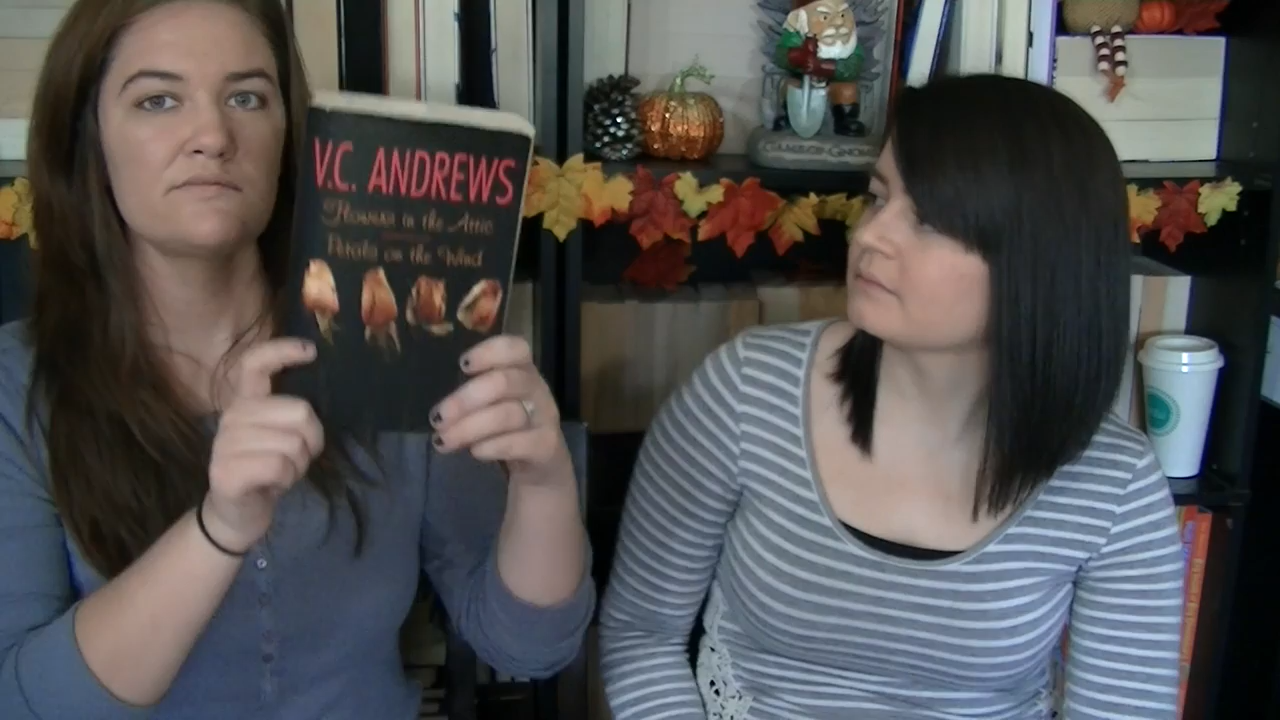 V.C. ANDREWS
Flowers in the Attic
Petals on the Wind